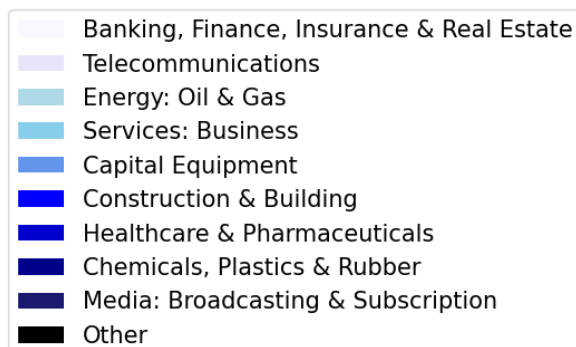 Banking, Finance, Insurance & Real Estate
Telecommunications
Energy: Oil & Gas
Services: Business
Capital Equipment
Construction & Building
Healthcare & Pharmaceuticals
Chemicals, Plastics & Rubber
Media: Broadcasting & Subscription
Other